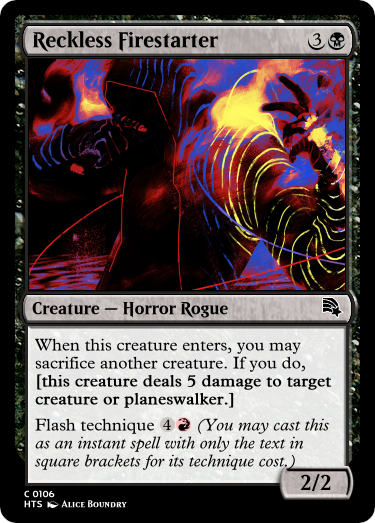 Reckless Firestarter 3
Creature — Horror Rogue
When this creature enters, you may
sacrifice another creature. If you do,
[this creature deals 5 damage to target
creature or planeswalker.]
Flash technique 4 (You may cast this
as an instant spell with only the text in
square brackets for its technique cost.)
2/2
C 0106
HTS Alice Boundry